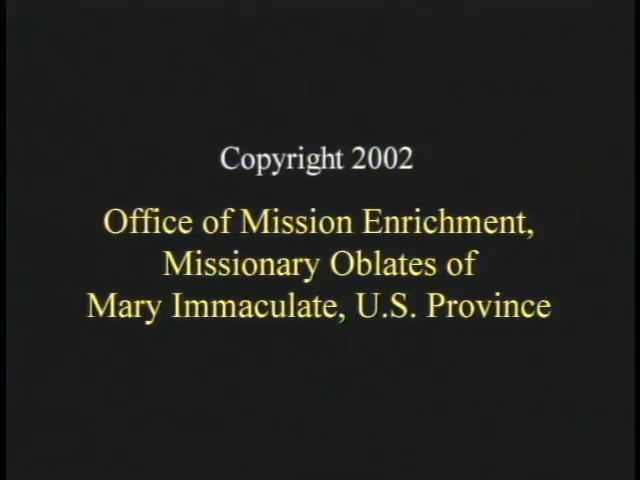 Copyright 2002
Office of Mission Enrichment,
Missionary Oblates of
Mary Immaculate, U.S. Province